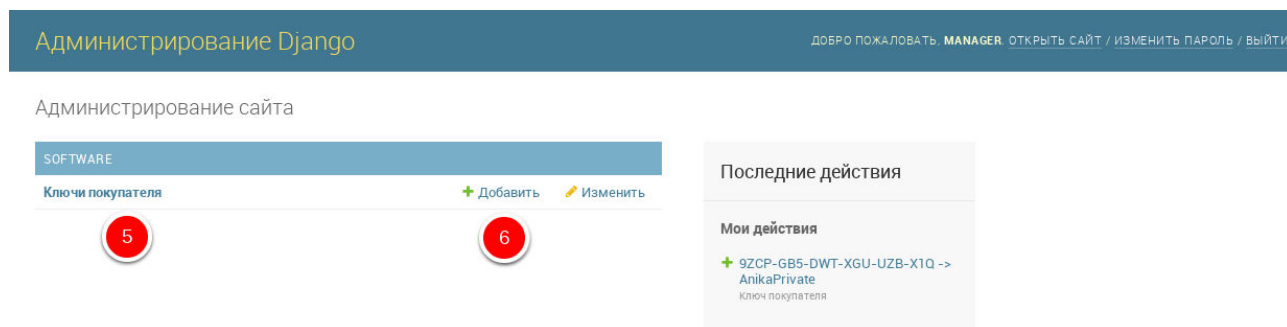 Администрирование Django
ДОБРО ПОЖАЛОВАТЬ, MANAGER. ОТКРЫТЬ САЙТ / ИЗМЕНИТЬ ПАРОЛЬ / ВЫЙТИ
Администрирование сайта
SOFTWARE
Ключи покупателя Добавить Изменить
5 6
Последние действия
Мои действия
9ZCP-GB5-DWT-XGU-UZB-X1Q ->
AnikaPrivate
Ключ покупателя